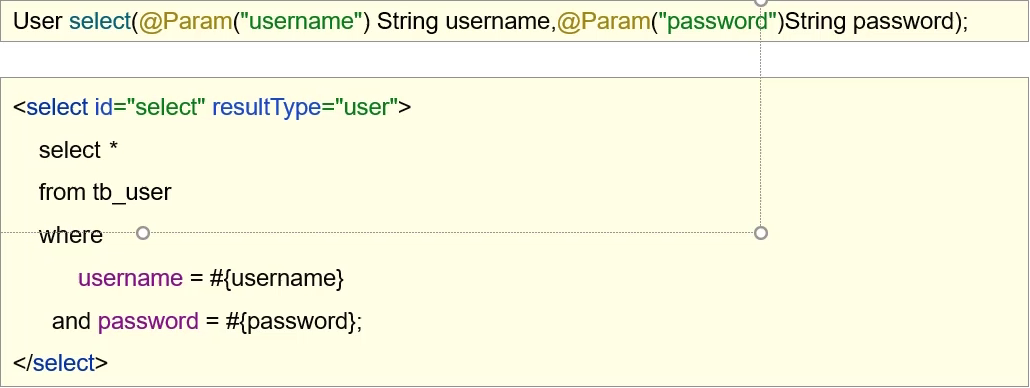 User select(@Param("username") String username,@Param("password")String password);
<select id="select" resultType="user">
select *
from tb_user
where
username = #{username}
and password = #{password};
</select>